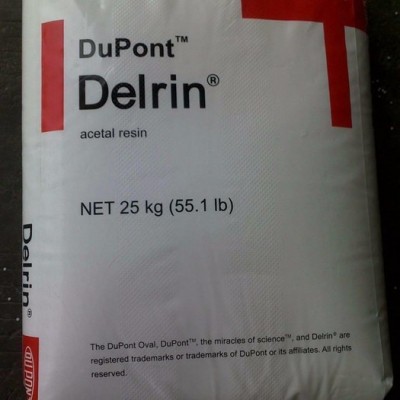 DuPont™
Delrin®
acetal resin
NET 25 kg (55.1 lb)
Delrin®
The DuPont Oval, DuPont™, the miracles of science™, and Delrin® are
registered trademarks or trademarks of DuPont or its affiliates. All rights
reserved.